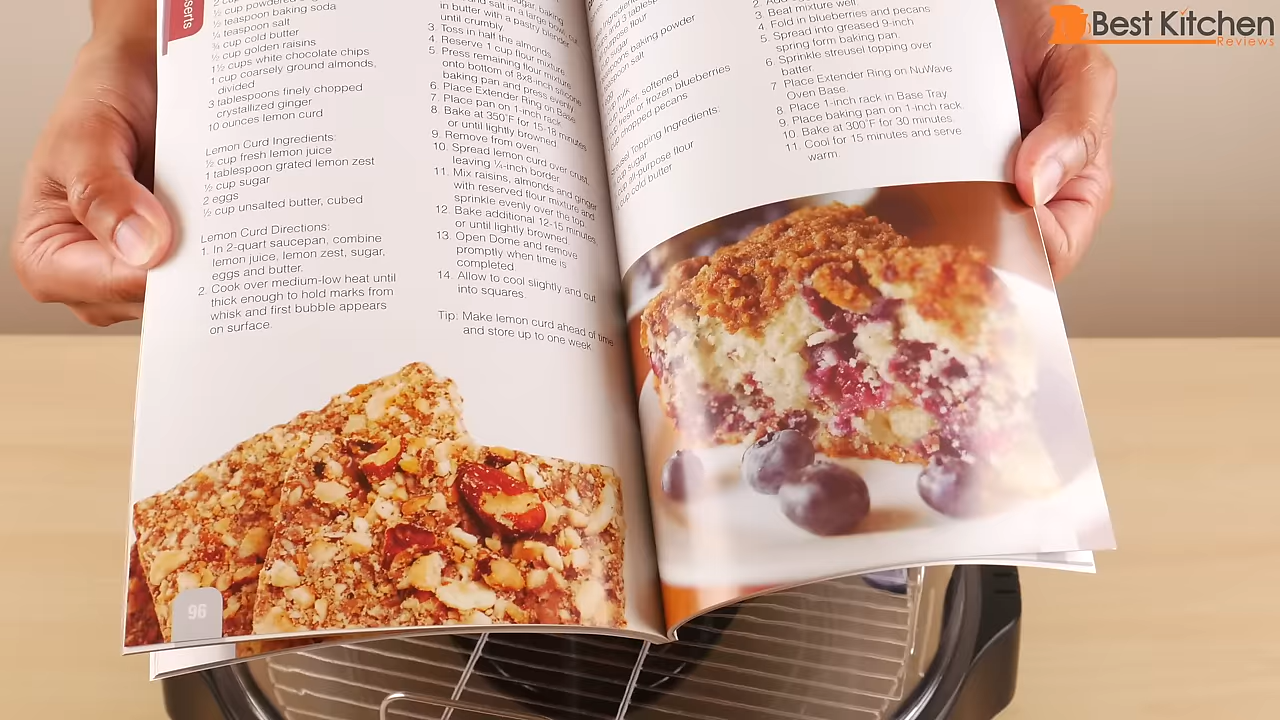 Best Kitchen
Reviews
serts
½ teaspoon baking soda
¼ teaspoon salt
¾ cup cold butter
½ cup golden raisins
1½ cups white chocolate chips
1 cup coarsely ground almonds,
divided
3 tablespoons finely chopped
crystallized ginger
10 ounces lemon curd
Lemon Curd Ingredients:
½ cup fresh lemon juice
1 tablespoon grated lemon zest
½ cup sugar
2 eggs
½ cup unsalted butter, cubed
Lemon Curd Directions:
1. In 2-quart saucepan, combine
lemon juice, lemon zest, sugar,
eggs and butter.
2. Cook over medium-low heat until
thick enough to hold marks from
whisk and first bubble appears
on surface.
in butter with a pastry blender
until crumbly.
3. Toss in half the almonds.
4. Reserve 1 cup flour mixture.
5. Press remaining flour mixture
onto bottom of 8x8 inch
baking pan and press evenly.
6. Place Extender Ring on Base.
7. Place pan on 1-inch rack.
8. Bake at 350°F for 15-18 minutes
or until lightly browned.
9. Remove from oven.
10. Spread lemon curd over crust,
leaving ¼-inch border.
11. Mix raisins, almonds and ginger
with reserved flour mixture and
sprinkle evenly over the top.
12. Bake additional 12-15 minutes,
or until lightly browned.
13. Open Dome and remove
promptly when time is
completed.
14. Allow to cool slightly and cut
into squares.
Tip: Make lemon curd ahead of time
and store up to one week.
96
flour
baking powder
salt
butter, softened
fresh or frozen blueberries
chopped pecans
Topping Ingredients:
sugar
all-purpose flour
cold butter
3. Beat mixture well.
4. Fold in blueberries and pecans.
5. Spread into greased 9-inch
spring form baking pan.
6. Sprinkle streusel topping over
batter.
7. Place Extender Ring on NuWave
Oven Base.
8. Place 1-inch rack in Base Tray.
9. Place baking pan on 1-inch rack.
10. Bake at 300°F for 30 minutes.
11. Cool for 15 minutes and serve
warm.